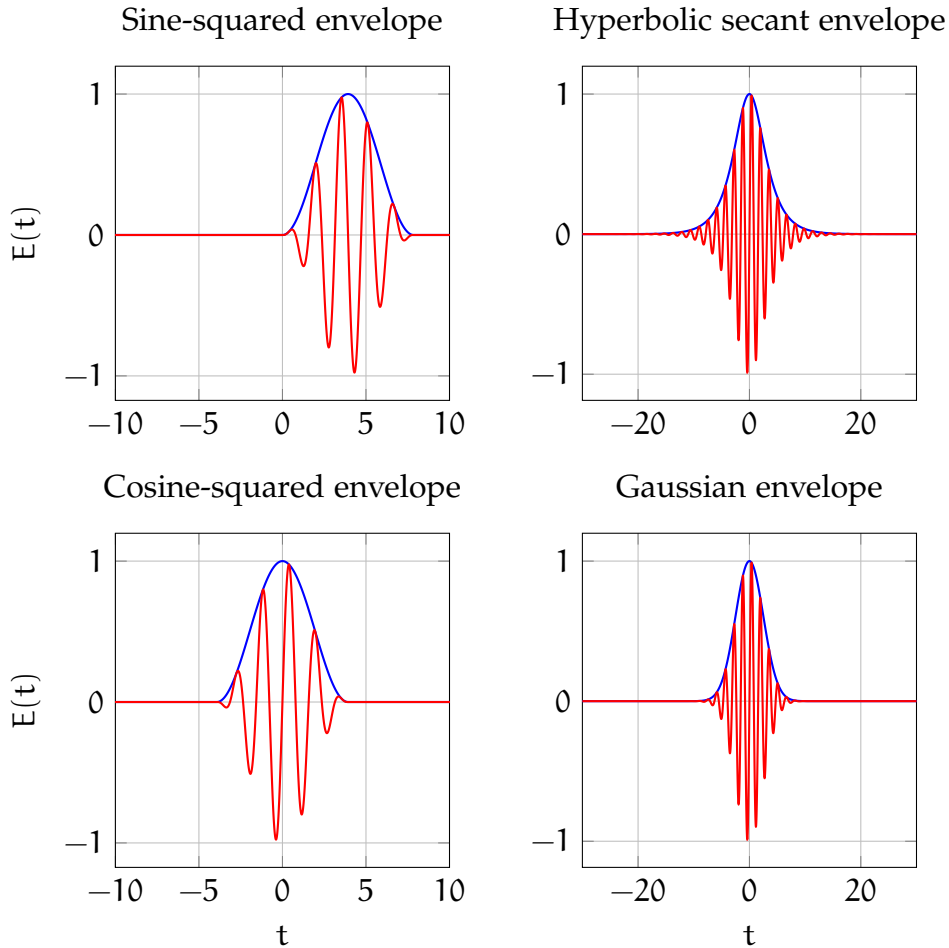 Sine-squared envelope
Hyperbolic secant envelope
E(t)
1
0
−1
−10 −5 0 5 10
1
0
−1
−20 0 20
Cosine-squared envelope
Gaussian envelope
E(t)
1
0
−1
−10 −5 0 5 10
t
1
0
−1
−20 0 20
t